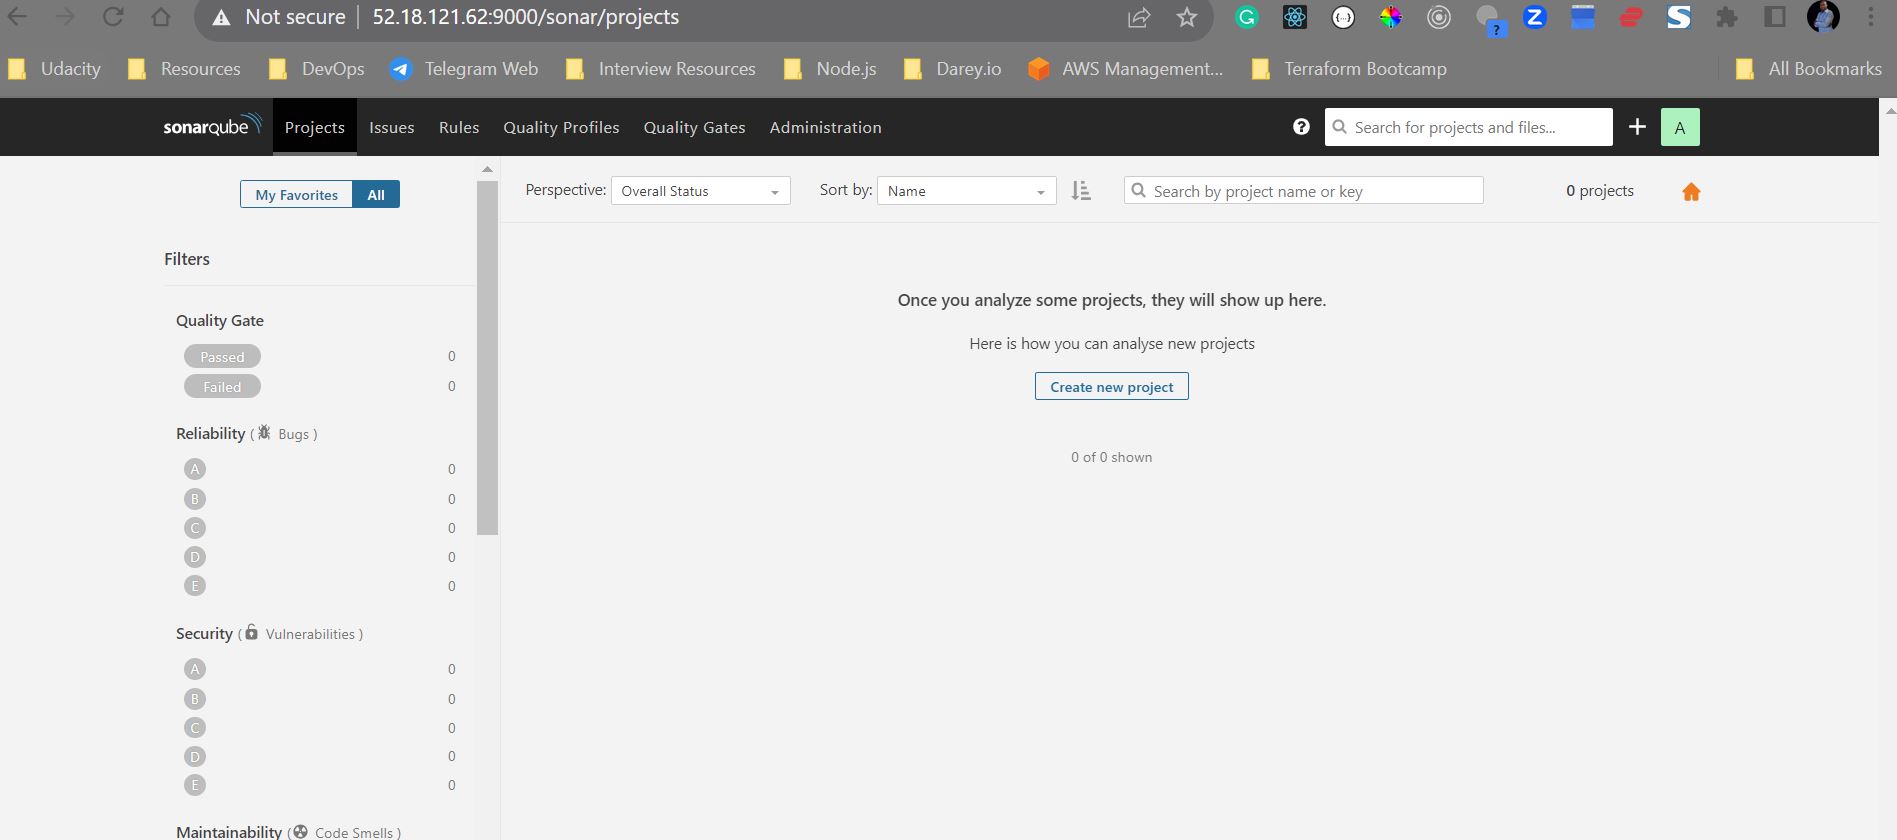 Not secure 52.18.121.62:9000/sonar/projects
Udacity Resources DevOps Telegram Web Interview Resources Node.js Darey.io AWS Management... Terraform Bootcamp All Bookmarks
sonarqube Projects Issues Rules Quality Profiles Quality Gates Administration Search for projects and files... A
My Favorites All Perspective: Overall Status Sort by: Name Search by project name or key 0 projects
Filters
Once you analyze some projects, they will show up here.
Quality Gate
Here is how you can analyse new projects
Passed 0
Failed 0 Create new project
Reliability ( Bugs )
0 of 0 shown
A 0
B 0
C 0
D 0
E 0
Security ( Vulnerabilities )
A 0
B 0
C 0
D 0
E 0
Maintainability ( Code Smells )